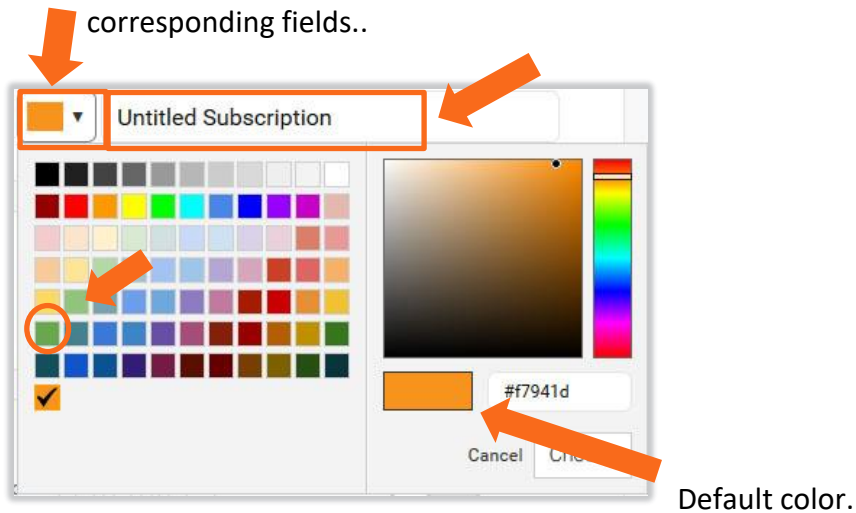 corresponding fields..
Untitled Subscription
#f7941d
Cancel
Default color.